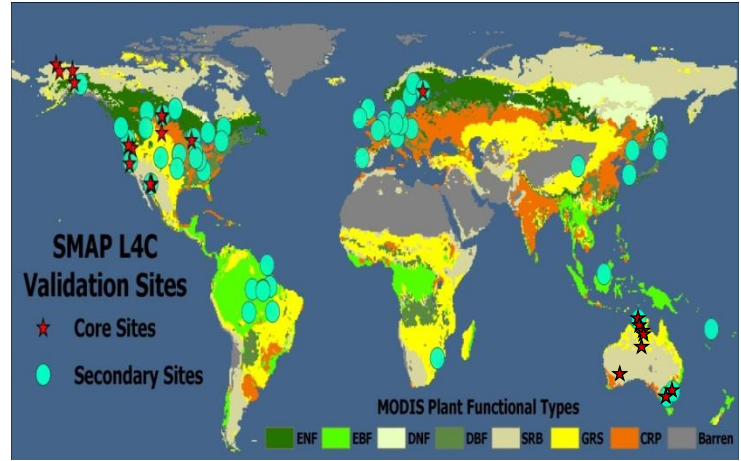 SMAP L4C
Validation Sites
Core Sites
Secondary Sites
MODIS Plant Functional Types
ENF EBF DNF DBF SRB GRS CRP Barren